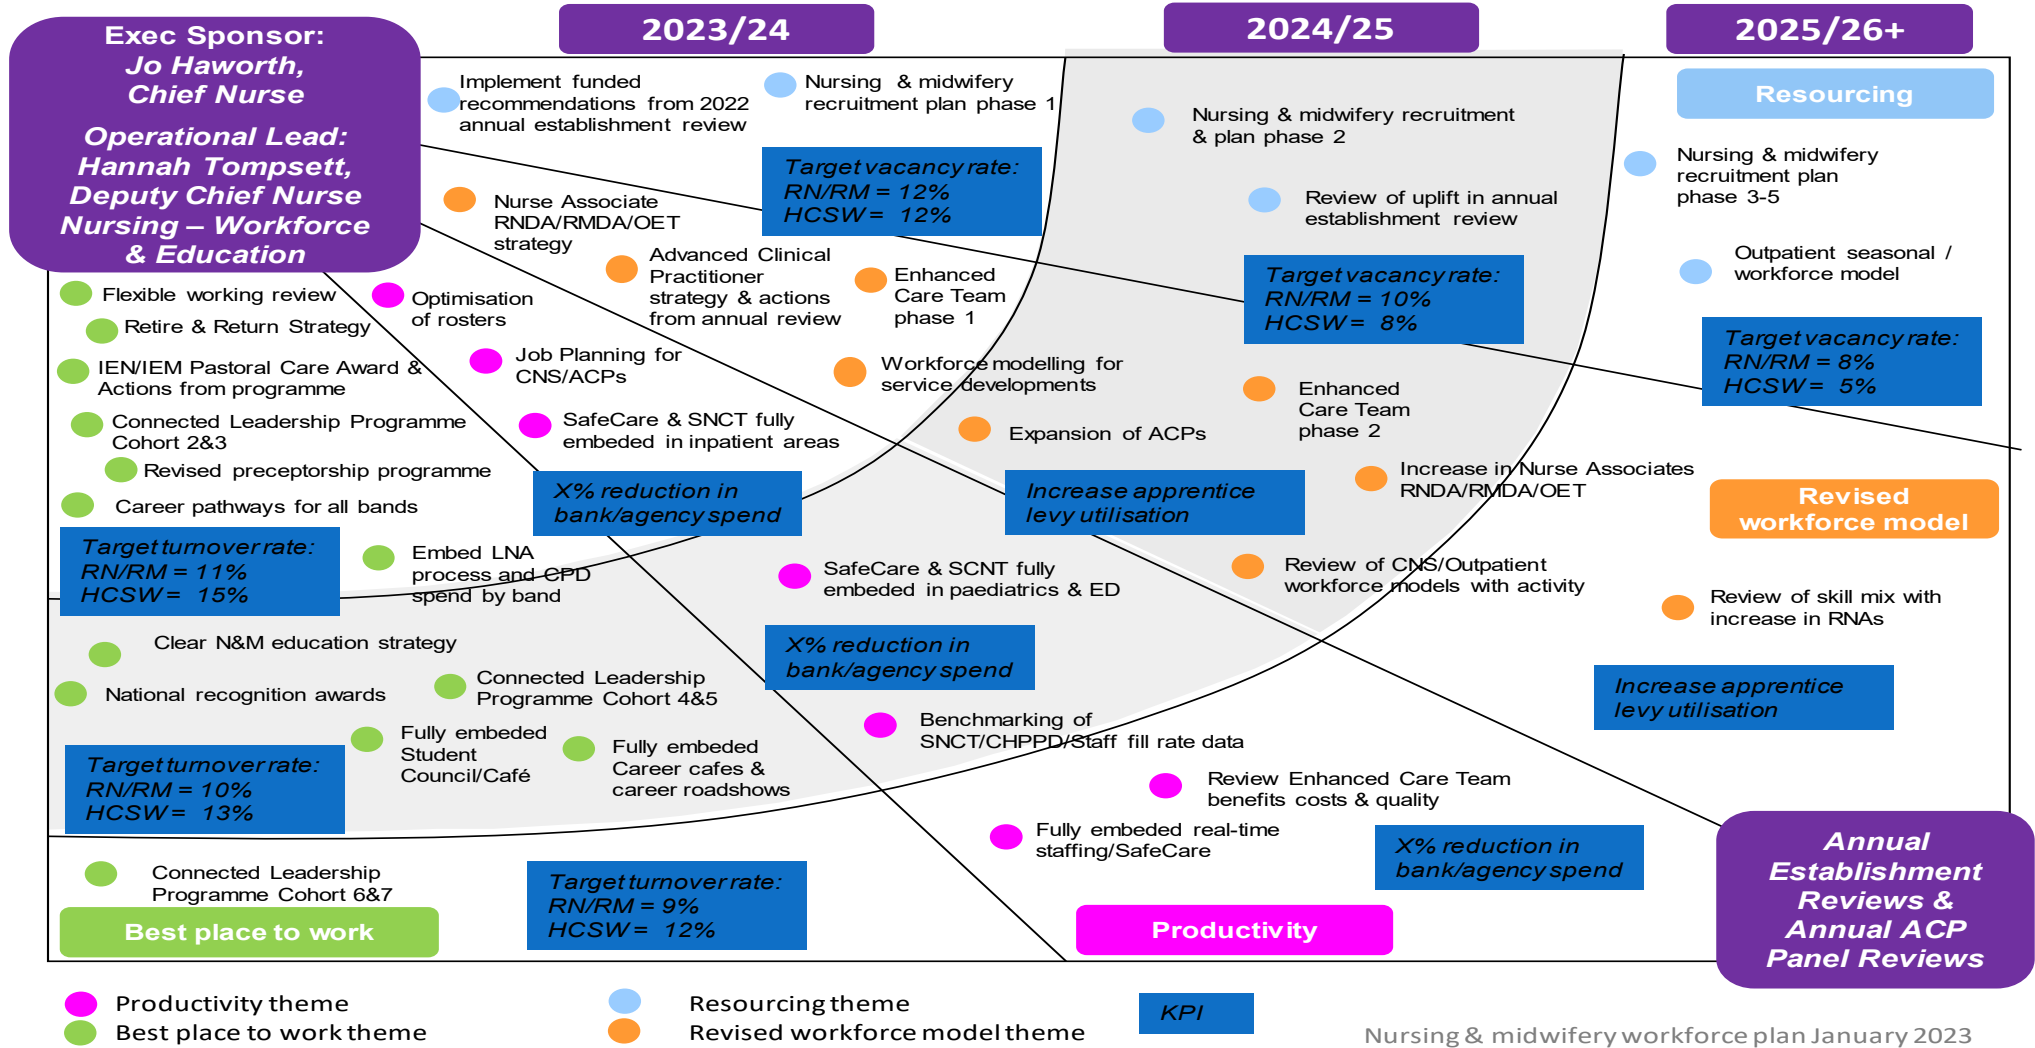 Exec Sponsor:
Jo Haworth,
Chief Nurse
Operational Lead:
Hannah Tompsett,
Deputy Chief Nurse
Nursing – Workforce
& Education
2023/24
2024/25
2025/26+
Implement funded
recommendations from 2022
annual establishment review
Nursing & midwifery
recruitment plan phase 1
Target vacancy rate:
RN/RM = 12%
HCSW = 12%
Nursing & midwifery recruitment
& plan phase 2
Review of uplift in annual
establishment review
Target vacancy rate:
RN/RM = 10%
HCSW = 8%
Resourcing
Nursing & midwifery
recruitment plan
phase 3-5
Outpatient seasonal /
workforce model
Target vacancy rate:
RN/RM = 8%
HCSW = 5%
Nurse Associate
RNDA/RMDA/OET
strategy
Advanced Clinical
Practitioner
strategy & actions
from annual review
Enhanced
Care Team
phase 1
Workforce modelling for
service developments
Expansion of ACPs
Enhanced
Care Team
phase 2
Increase in Nurse Associates
RNDA/RMDA/OET
Increase apprentice
levy utilisation
Review of CNS/Outpatient
workforce models with activity
Revised
workforce model
Review of skill mix with
increase in RNAs
Increase apprentice
levy utilisation
Optimisation
of rosters
Job Planning for
CNS/ACPs
SafeCare & SNCT fully
embeded in inpatient areas
X% reduction in
bank/agency spend
SafeCare & SCNT fully
embeded in paediatrics & ED
X% reduction in
bank/agency spend
Benchmarking of
SNCT/CHPPD/Staff fill rate data
Review Enhanced Care Team
benefits costs & quality
Fully embeded real-time
staffing/SafeCare
X% reduction in
bank/agency spend
Productivity
Flexible working review
Retire & Return Strategy
IEN/IEM Pastoral Care Award &
Actions from programme
Connected Leadership Programme
Cohort 2&3
Revised preceptorship programme
Career pathways for all bands
Target turnover rate:
RN/RM = 11%
HCSW = 15%
Embed LNA
process and CPD
spend by band
Clear N&M education strategy
National recognition awards
Connected Leadership
Programme Cohort 4&5
Fully embeded
Student
Council/Café
Fully embeded
Career cafes &
career roadshows
Target turnover rate:
RN/RM = 10%
HCSW = 13%
Connected Leadership
Programme Cohort 6&7
Target turnover rate:
RN/RM = 9%
HCSW = 12%
Best place to work
Annual
Establishment
Reviews &
Annual ACP
Panel Reviews
Productivity theme
Best place to work theme
Resourcing theme
Revised workforce model theme
KPI
Nursing & midwifery workforce plan January 2023